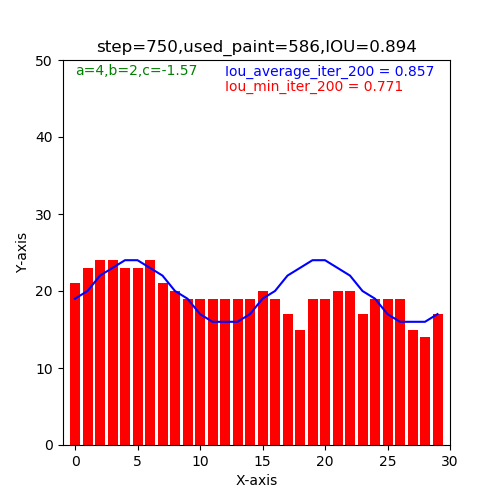 step=750,used_paint=586,IOU=0.894
a=4,b=2,c=-1.57
Iou_average_iter_200 = 0.857
Iou_min_iter_200 = 0.771
50
40
30
20
10
0
Y-axis
0 5 10 15 20 25 30
X-axis